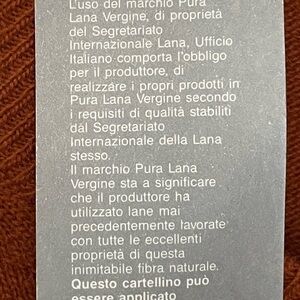 L'uso del marchio Pura
Lana Vergine, di proprietà
del Segretariato
Internazionale Lana, Ufficio
Italiano comporta l'obbligo
per il produttore, di
realizzare i propri prodotti in
Pura Lana Vergine secondo
i requisiti di qualità stabiliti
dal Segretariato
Internazionale della Lana
stesso.
Il marchio Pura Lana
Vergine sta a significare
che il produttore ha
utilizzato lane mai
precedentemente lavorate
con tutte le eccellenti
proprietà di questa
inimitabile fibra naturale.
Questo cartellino può
essere applicato